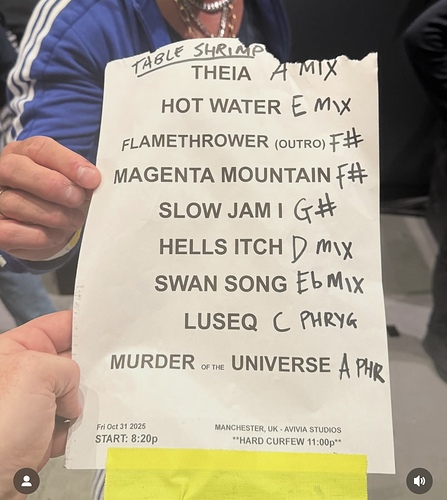 TABLE SHRIMP
THEIA A MIX
HOT WATER E MIX
FLAMETHROWER (OUTRO) F#
MAGENTA MOUNTAIN F#
SLOW JAM I G#
HELLS ITCH D MIX
SWAN SONG Eb MIX
LUSEQ C PHRYG
MURDER OF THE UNIVERSE A PHR
Fri Oct 31 2025
START: 8:20p
MANCHESTER, UK - AVIVIA STUDIOS
**HARD CURFEW 11:00p**